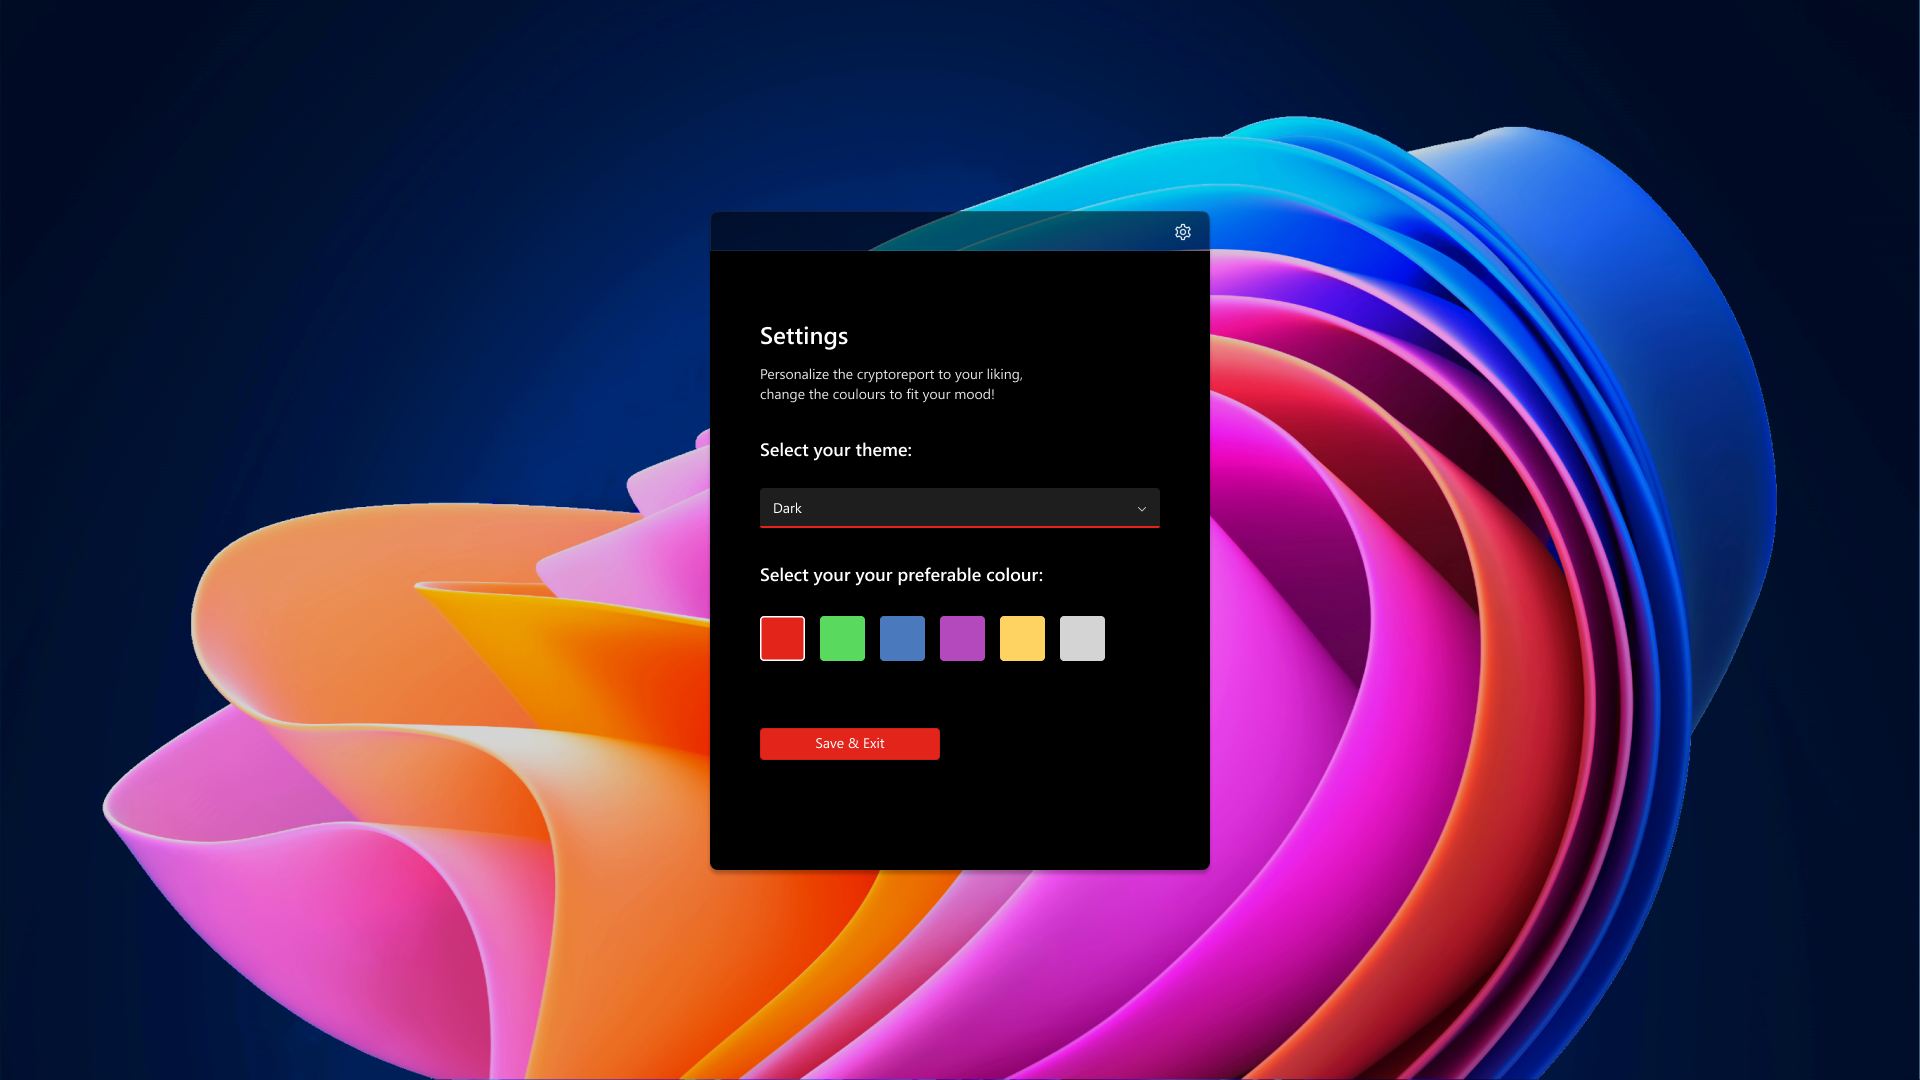 Settings
Personalize the cryptoreport to your liking,
change the coulours to fit your mood!
Select your theme:
Dark
Select your your preferable colour:
Save & Exit